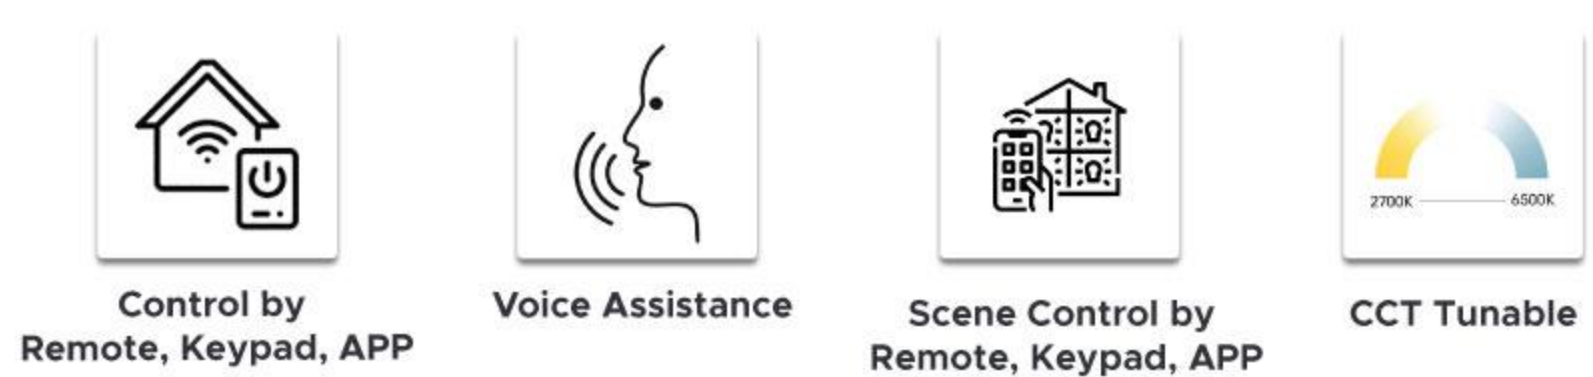 2700K
6500K
Control by
Remote, Keypad, APP
Voice Assistance
Scene Control by
Remote, Keypad, APP
CCT Tunable